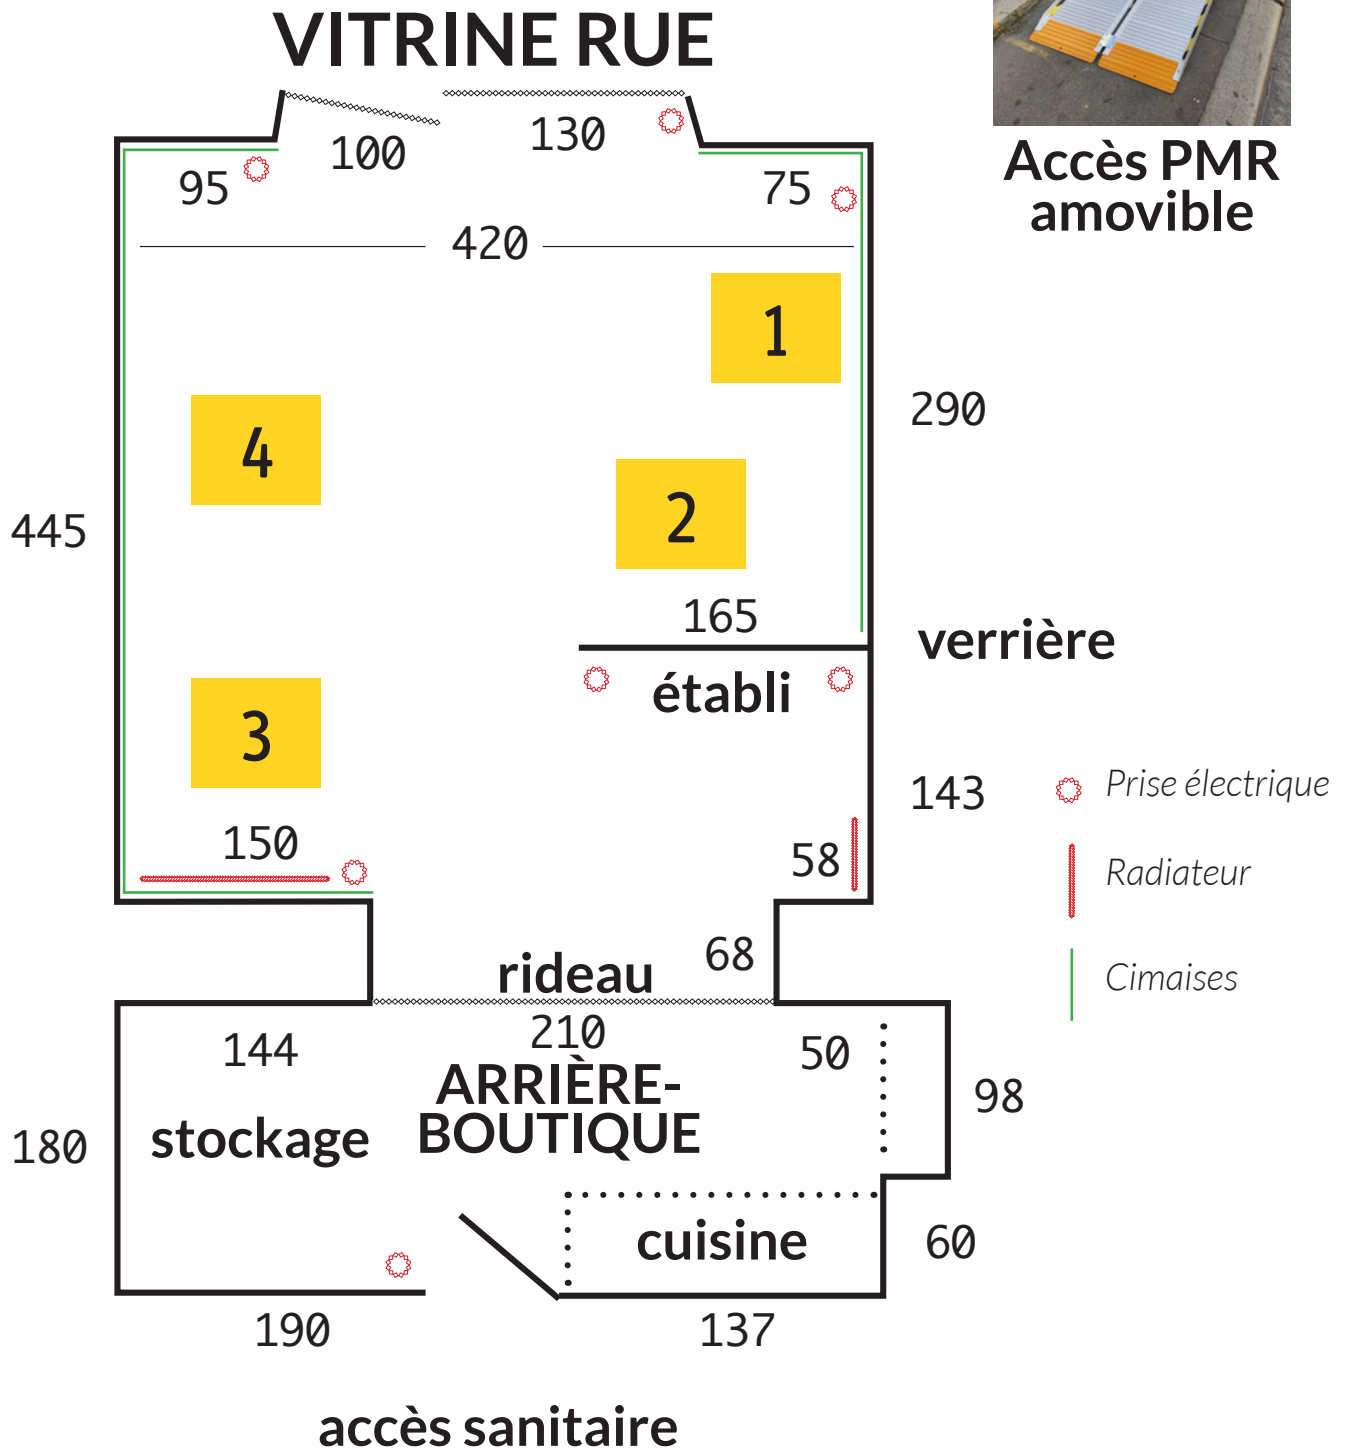 VITRINE RUE
100
130
95
75
Accès PMR
amovible
420
1
290
4
2
445
165
verrière
établi
3
143
Prise électrique
150
58
Radiateur
rideau
68
Cimaises
210
144
50
ARRIÈRE-
BOUTIQUE
98
stockage
180
cuisine
60
190
137
accès sanitaire